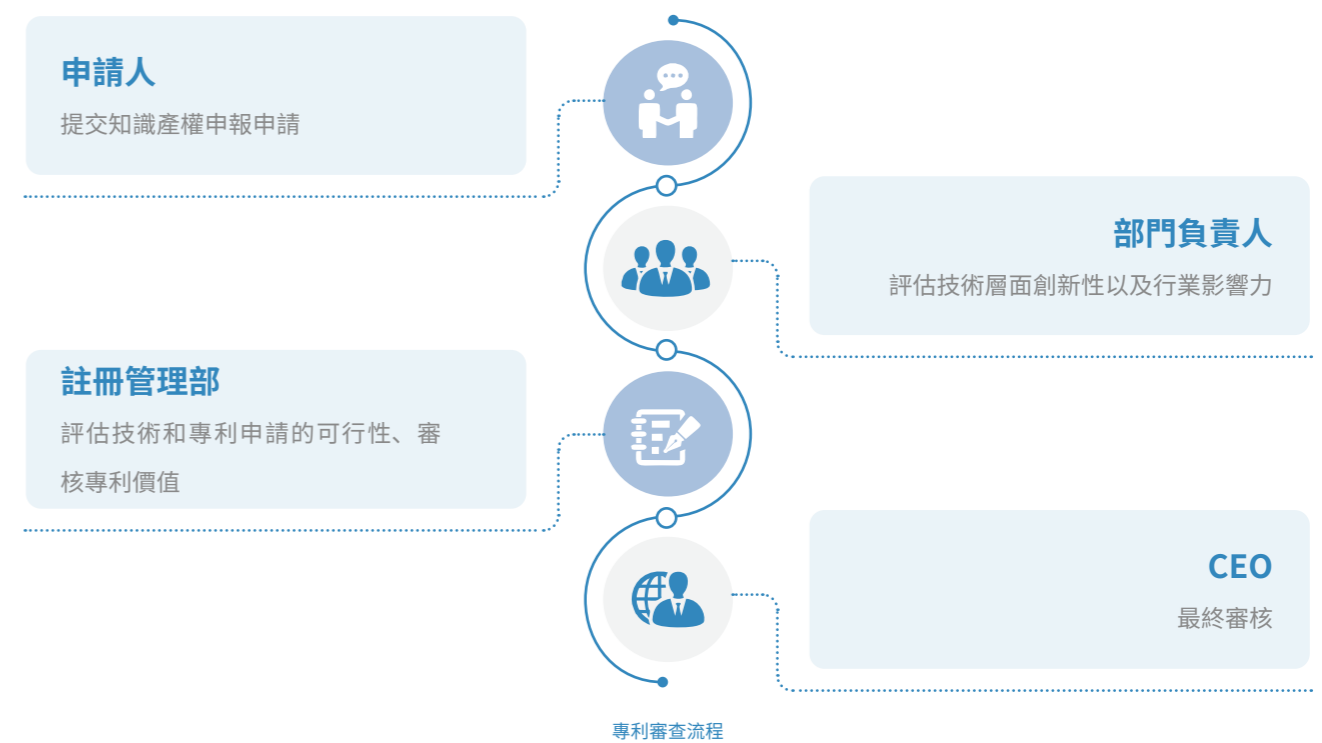 申請人
提交知識產權申報申請
部門負責人
評估技術層面創新性以及行業影響力
註冊管理部
評估技術和專利申請的可行性、審
核專利價值
CEO
最終審核
專利審查流程